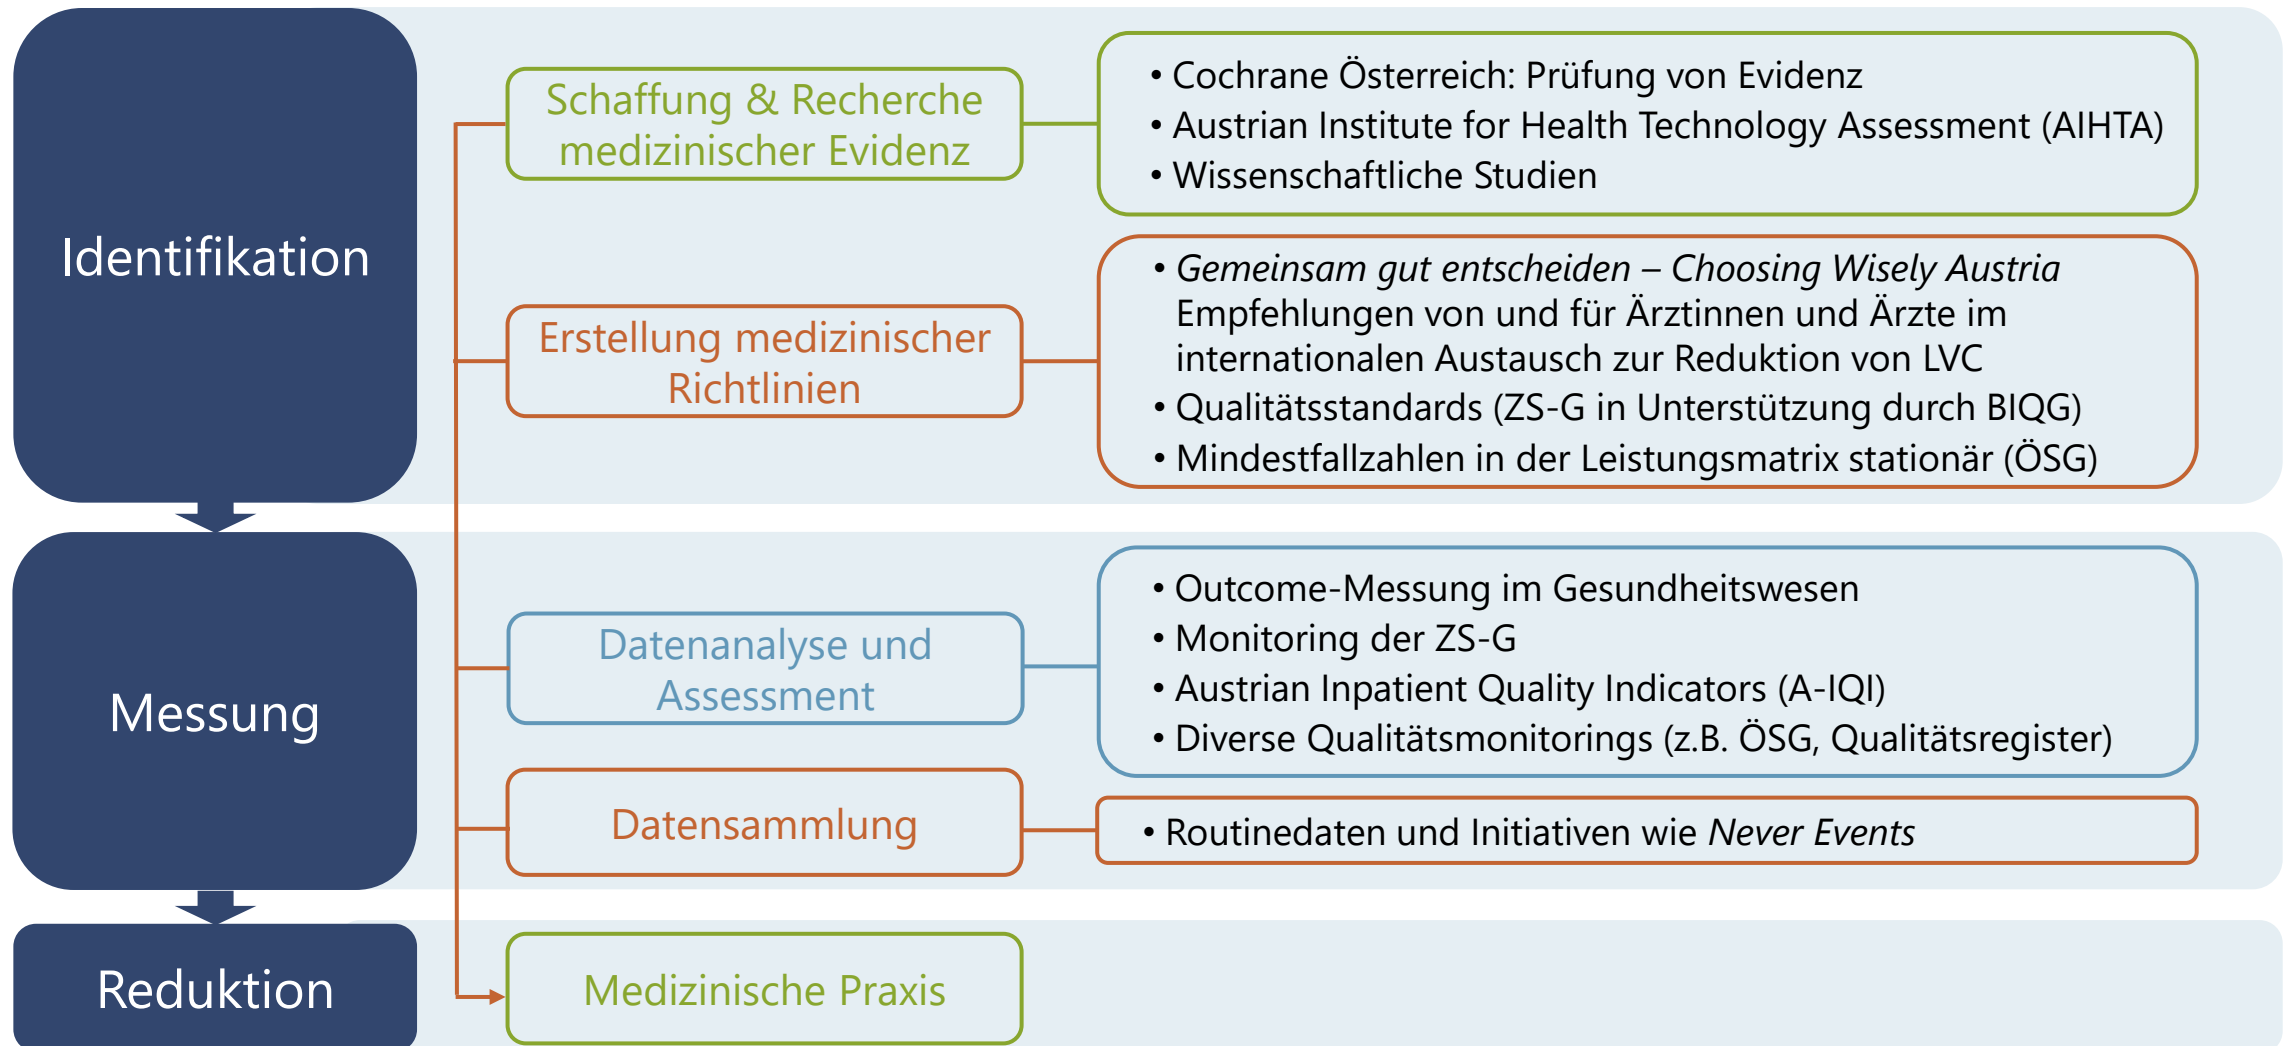 Identifikation
Schaffung & Recherche
medizinischer Evidenz
• Cochrane Österreich: Prüfung von Evidenz
• Austrian Institute for Health Technology Assessment (AIHTA)
• Wissenschaftliche Studien
Erstellung medizinischer
Richtlinien
• Gemeinsam gut entscheiden – Choosing Wisely Austria
Empfehlungen von und für Ärztinnen und Ärzte im
internationalen Austausch zur Reduktion von LVC
• Qualitätsstandards (ZS-G in Unterstützung durch BIQG)
• Mindestfallzahlen in der Leistungsmatrix stationär (ÖSG)
Messung
Datenanalyse und
Assessment
• Outcome-Messung im Gesundheitswesen
• Monitoring der ZS-G
• Austrian Inpatient Quality Indicators (A-IQI)
• Diverse Qualitätsmonitorings (z.B. ÖSG, Qualitätsregister)
Datensammlung
• Routinedaten und Initiativen wie Never Events
Reduktion
Medizinische Praxis